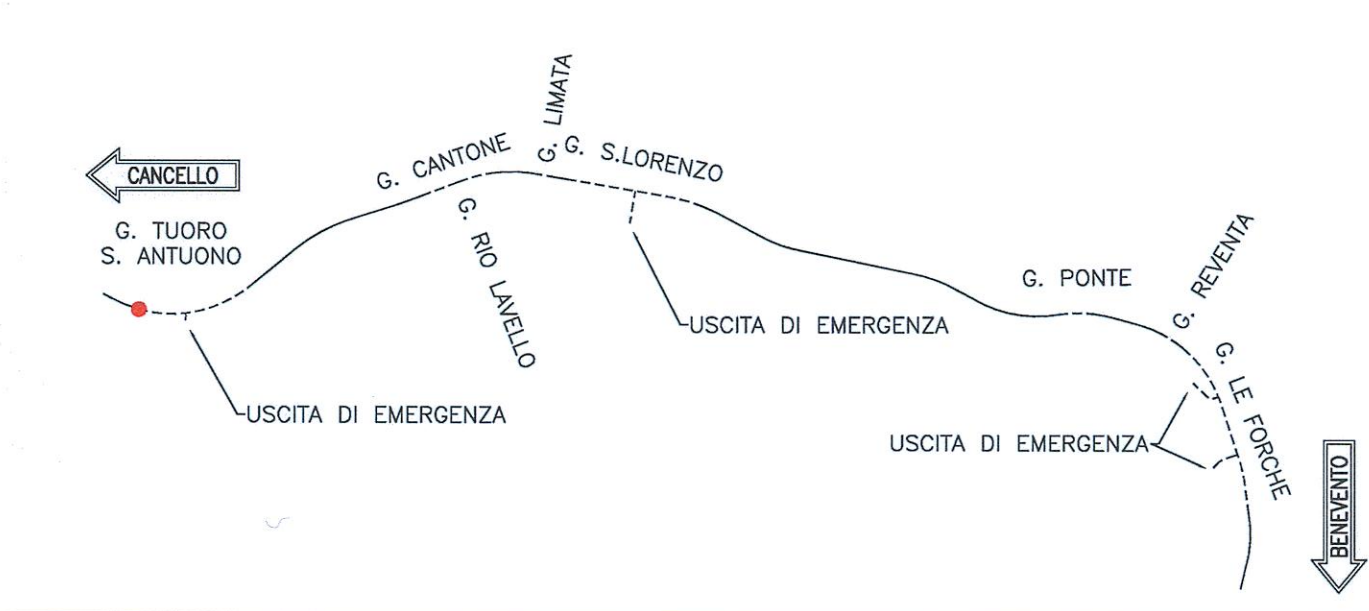 CANCELLO
G. TUORO
S. ANTUONO
G. CANTONE
G. RIO LAVELLO
G. LIMATA
G. S.LORENZO
USCITA DI EMERGENZA
USCITA DI EMERGENZA
G. PONTE
G. REVENTA
G. LE FORCHE
USCITA DI EMERGENZA
BENEVENTO